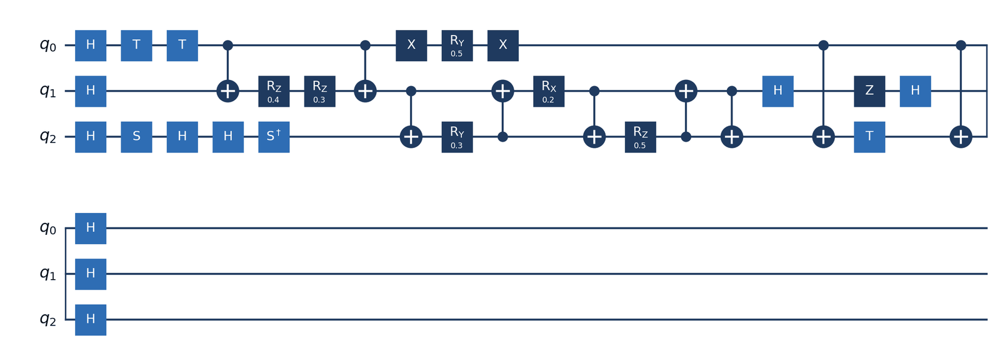 q0 H T T X RY 0.5 X
q1 H RZ 0.4 RZ 0.3 RX 0.2 H Z H
q2 H S H H S† RY 0.3 RZ 0.5 T
q0 H
q1 H
q2 H